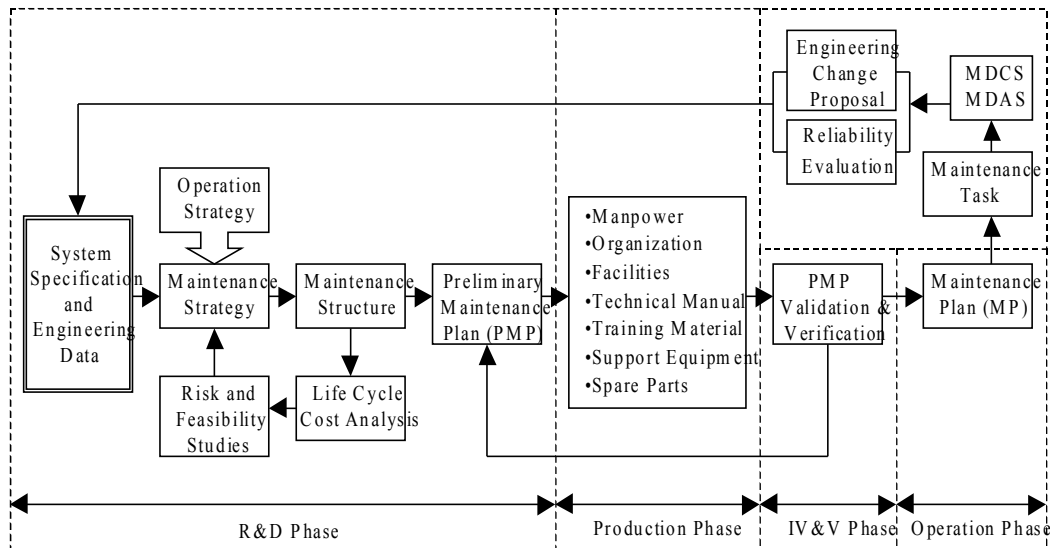 Engineering
Change
Proposal
MDCS
MDAS
Reliability
Evaluation
Maintenance
Task
Operation
Strategy
System
Specification
and
Engineering
Data
Maintenance
Strategy
Maintenance
Structure
Preliminary
Maintenance
Plan (PMP)
•Manpower
•Organization
•Facilities
•Technical Manual
•Training Material
•Support Equipment
•Spare Parts
PMP
Validation &
Verification
Maintenance
Plan (MP)
Risk and
Feasibility
Studies
Life Cycle
Cost Analysis
R&D Phase
Production Phase
IV&V Phase
Operation Phase